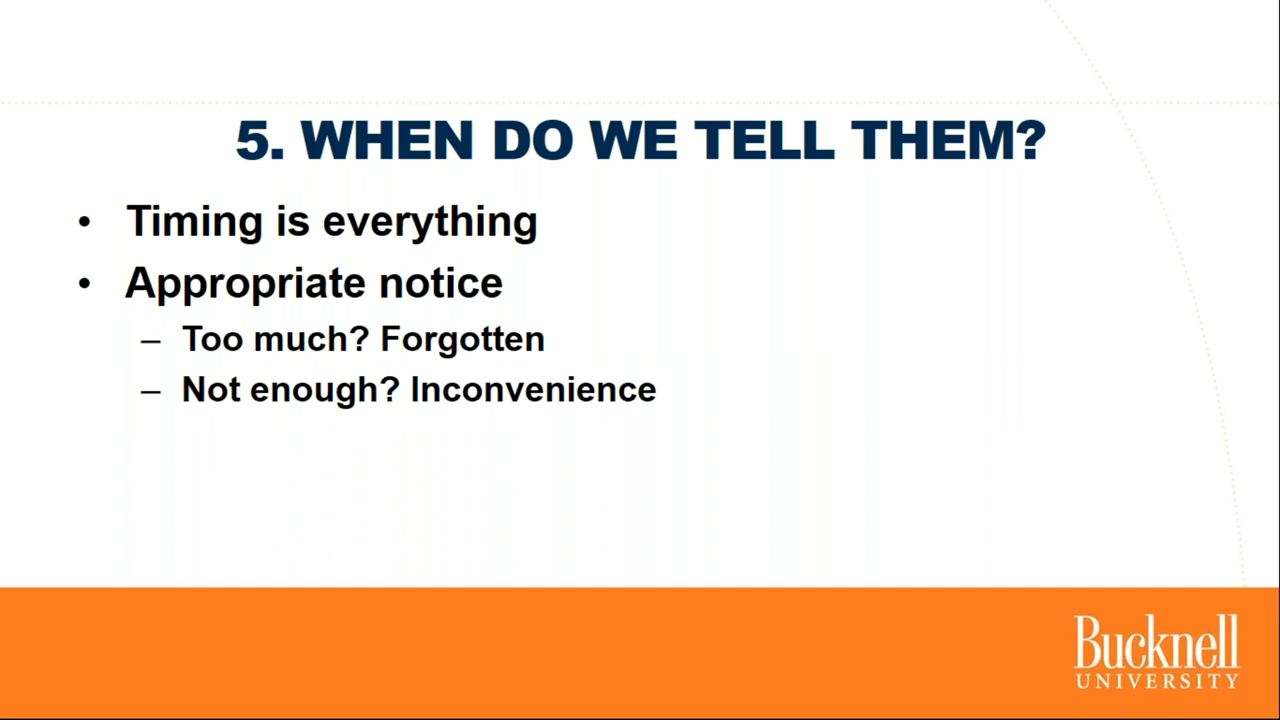 5. WHEN DO WE TELL THEM?
• Timing is everything
• Appropriate notice
– Too much? Forgotten
– Not enough? Inconvenience
Bucknell
UNIVERSITY